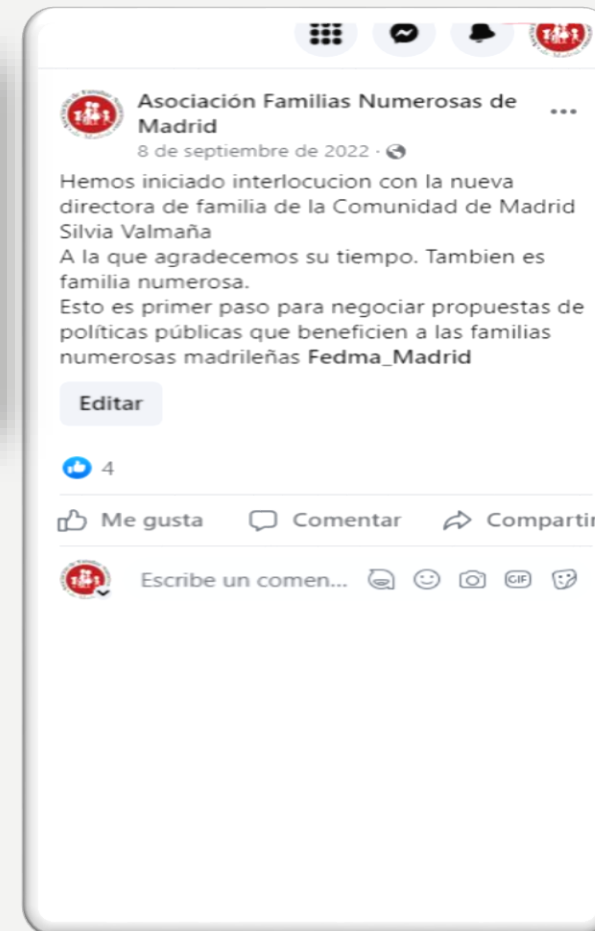 Asociación Familias Numerosas de
Madrid
8 de septiembre de 2022 ·
Hemos iniciado interlocucion con la nueva
directora de familia de la Comunidad de Madrid
Silvia Valmaña
A la que agradecemos su tiempo. Tambien es
familia numerosa.
Esto es primer paso para negociar propuestas de
políticas públicas que beneficien a las familias
numerosas madrileñas Fedma_Madrid
Editar
4
Me gusta Comentar Compartir
Escribe un comen... GIF